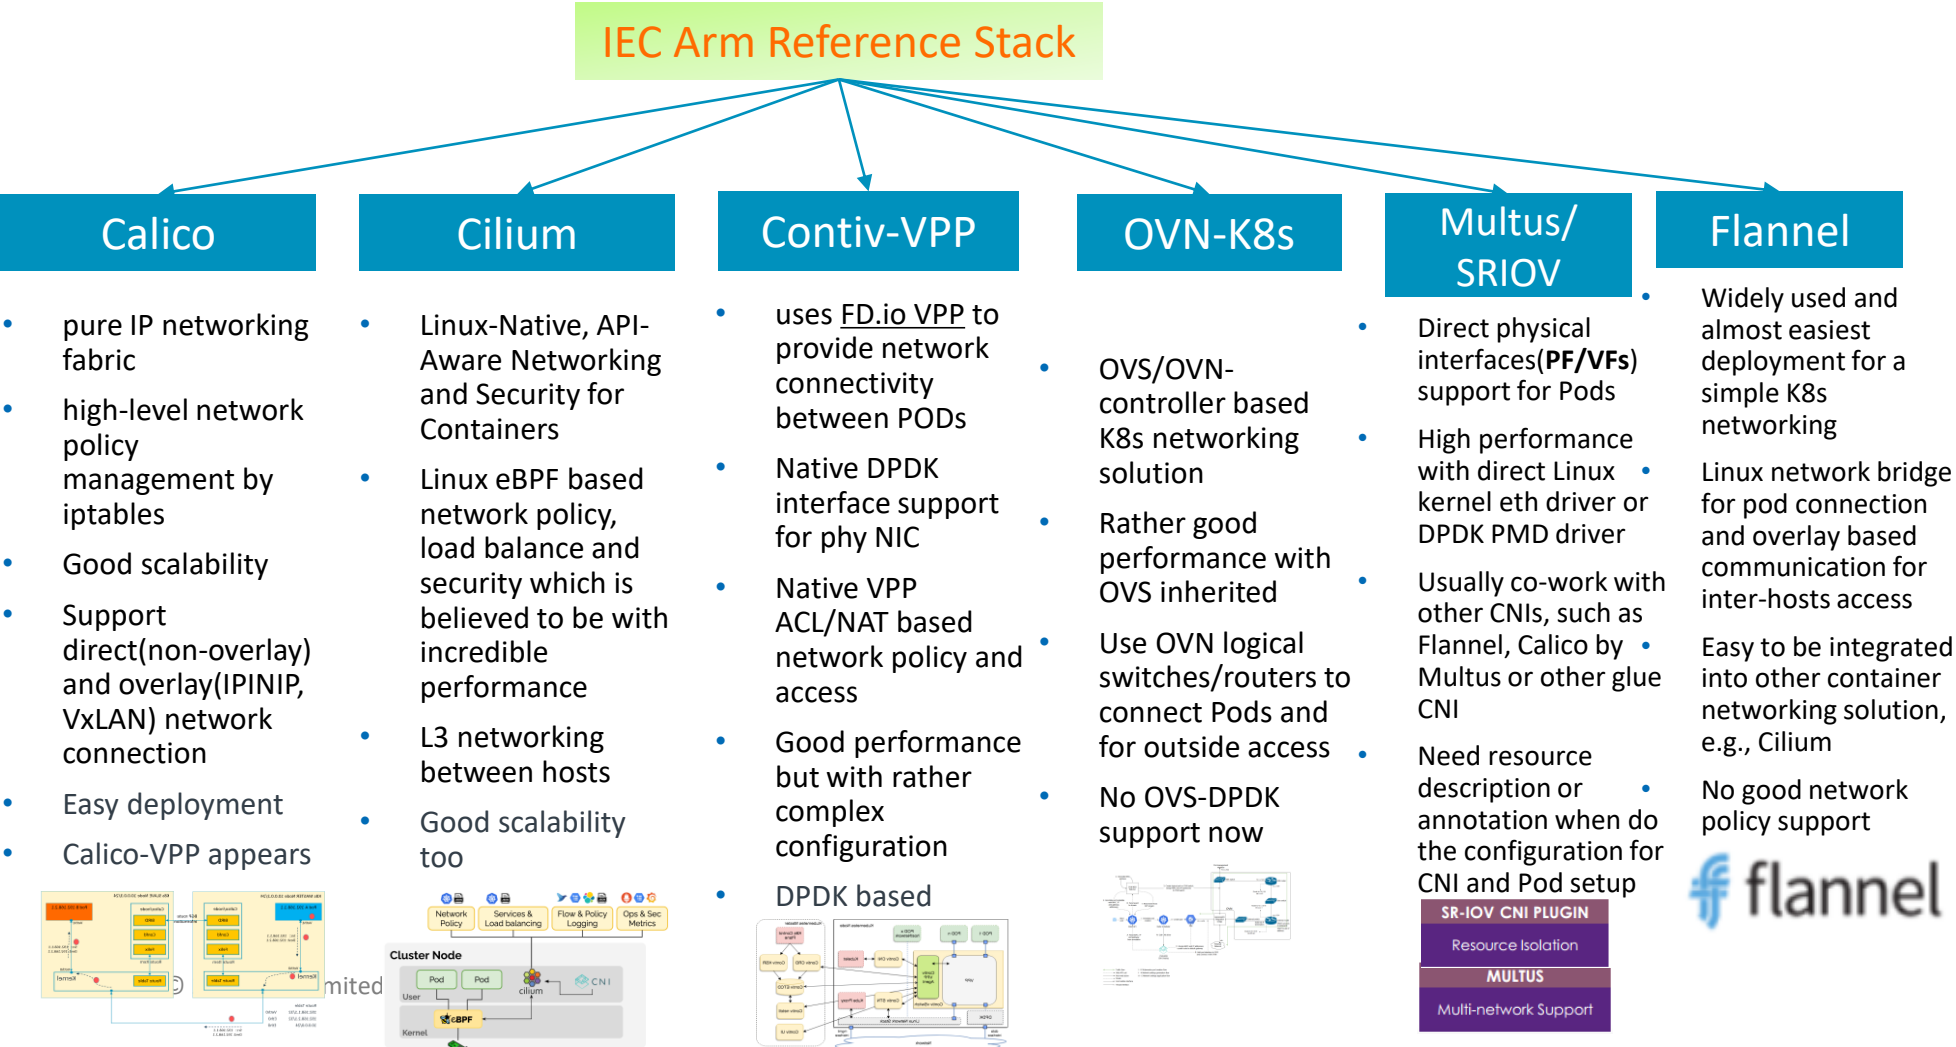 IEC Arm Reference Stack
Calico
• pure IP networking
fabric
• high-level network
policy
management by
iptables
• Good scalability
• Support
direct(non-overlay)
and overlay(IPINIP,
VxLAN) network
connection
• Easy deployment
• Calico-VPP appears
©
mited
Cilium
• Linux-Native, API-
Aware Networking
and Security for
Containers
• Linux eBPF based
network policy,
load balance and
security which is
believed to be with
incredible
performance
• L3 networking
between hosts
• Good scalability
too
Network
Policy
Services &
Load balancing
Flow & Policy
Logging
Ops & Sec
Metrics
Cluster Node
Pod
Pod
cilium
CNI
User
eBPF
Kernel
Contiv-VPP
• uses FD.io VPP to
provide network
connectivity
between PODs
• Native DPDK
interface support
for phy NIC
• Native VPP
ACL/NAT based
network policy and
access
• Good performance
but with rather
complex
configuration
• DPDK based
OVN-K8s
• OVS/OVN-
controller based
K8s networking
solution
• Rather good
performance with
OVS inherited
• Use OVN logical
switches/routers to
connect Pods and
for outside access
• No OVS-DPDK
support now
Multus/
SRIOV
• Direct physical
interfaces(PF/VFs)
support for Pods
• High performance
with direct Linux
kernel eth driver or
DPDK PMD driver
• Usually co-work with
other CNIs, such as
Flannel, Calico by
Multus or other glue
CNI
• Need resource
description or
annotation when do
the configuration for
CNI and Pod setup
SR-IOV CNI PLUGIN
Resource Isolation
MULTUS
Multi-network Support
Flannel
• Widely used and
almost easiest
deployment for a
simple K8s
networking
• Linux network bridge
for pod connection
and overlay based
communication for
inter-hosts access
• Easy to be integrated
into other container
networking solution,
e.g., Cilium
• No good network
policy support
flannel